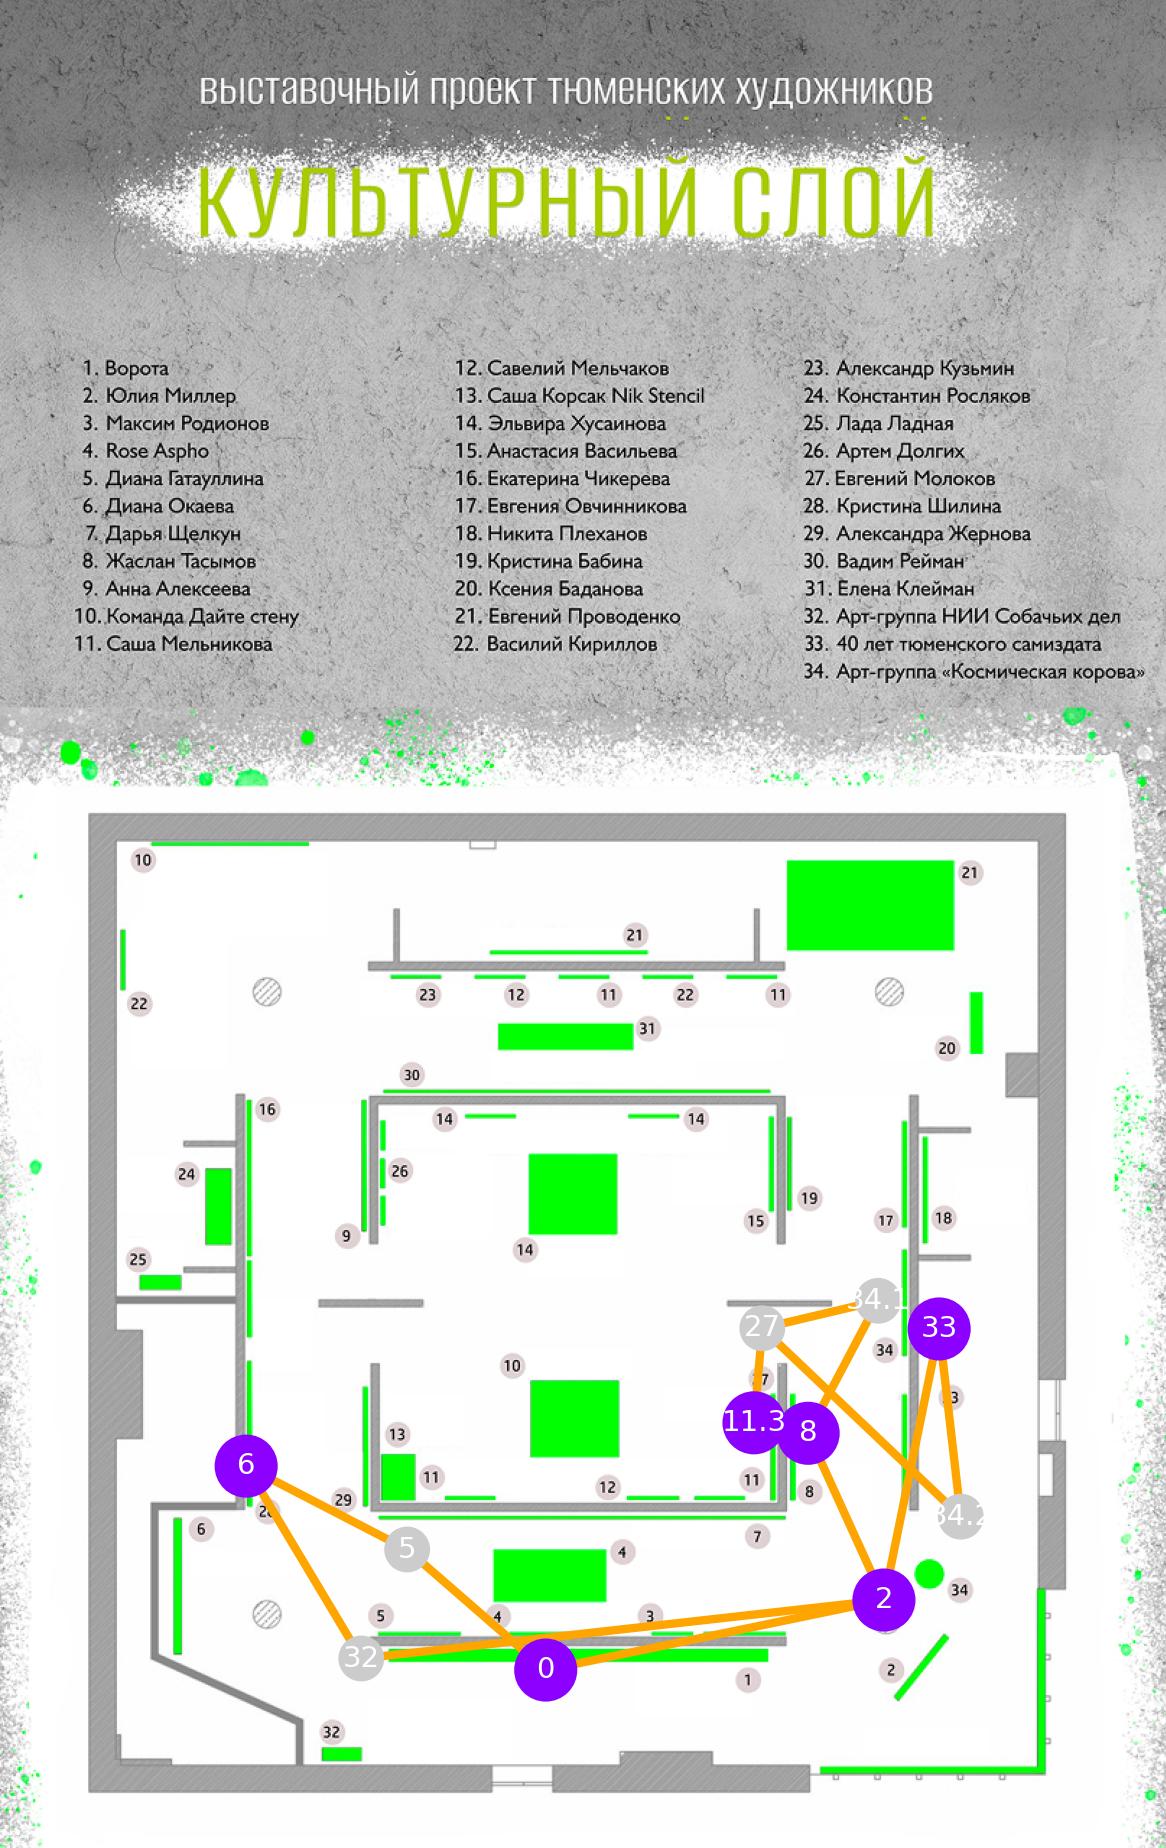 выставочный проект тюменских художников
КУЛЬТУРНЫЙ СЛОЙ
1. Ворота
2. Юлия Миллер
3. Максим Родионов
4. Rose Aspho
5. Диана Гатауллина
6. Диана Окаева
7. Дарья Щелкун
8. Жаслан Тасымов
9. Анна Алексеева
10. Команда Дайте стену
11. Саша Мельникова
12. Савелий Мельчаков
13. Саша Корсак Nik Stencil
14. Эльвира Хусаинова
15. Анастасия Васильева
16. Екатерина Чикерева
17. Евгения Овчинникова
18. Никита Плеханов
19. Кристина Бабина
20. Ксения Баданова
21. Евгений Проводенко
22. Василий Кириллов
23. Александр Кузьмин
24. Константин Росляков
25. Лада Ладная
26. Артем Долгих
27. Евгений Молоков
28. Кристина Шилина
29. Александра Жернова
30. Вадим Рейман
31. Елена Клейман
32. Арт-группа НИИ Собачьих дел
33. 40 лет тюменского самиздата
34. Арт-группа «Космическая корова»
10
21
21
22
23 12 11 22 11
31
20
30
16
14 14
26
24
19
15 17 18
9
14
25
34.1
27 33
34
10
11.3 8
13
6
11 12 11
29 8
34.2
6
7
5 4
34
5 4 3
2
32 0
2
1
32